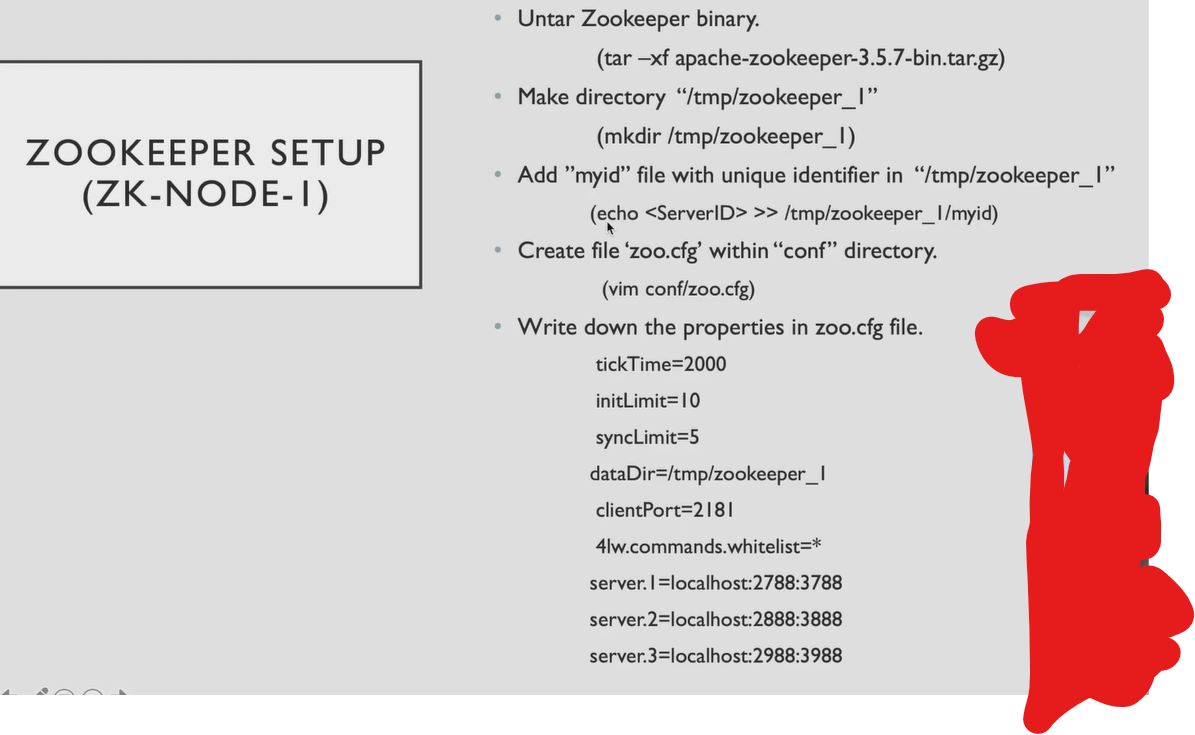 ZOOKEEPER SETUP
(ZK-NODE-1)
• Untar Zookeeper binary.
(tar –xf apache-zookeeper-3.5.7-bin.tar.gz)
• Make directory “/tmp/zookeeper_1”
(mkdir /tmp/zookeeper_1)
• Add ”myid” file with unique identifier in “/tmp/zookeeper_1”
(echo <ServerID> >> /tmp/zookeeper_1/myid)
• Create file ‘zoo.cfg’ within “conf” directory.
(vim conf/zoo.cfg)
• Write down the properties in zoo.cfg file.
tickTime=2000
initLimit=10
syncLimit=5
dataDir=/tmp/zookeeper_1
clientPort=2181
4lw.commands.whitelist=*
server.1=localhost:2788:3788
server.2=localhost:2888:3888
server.3=localhost:2988:3988